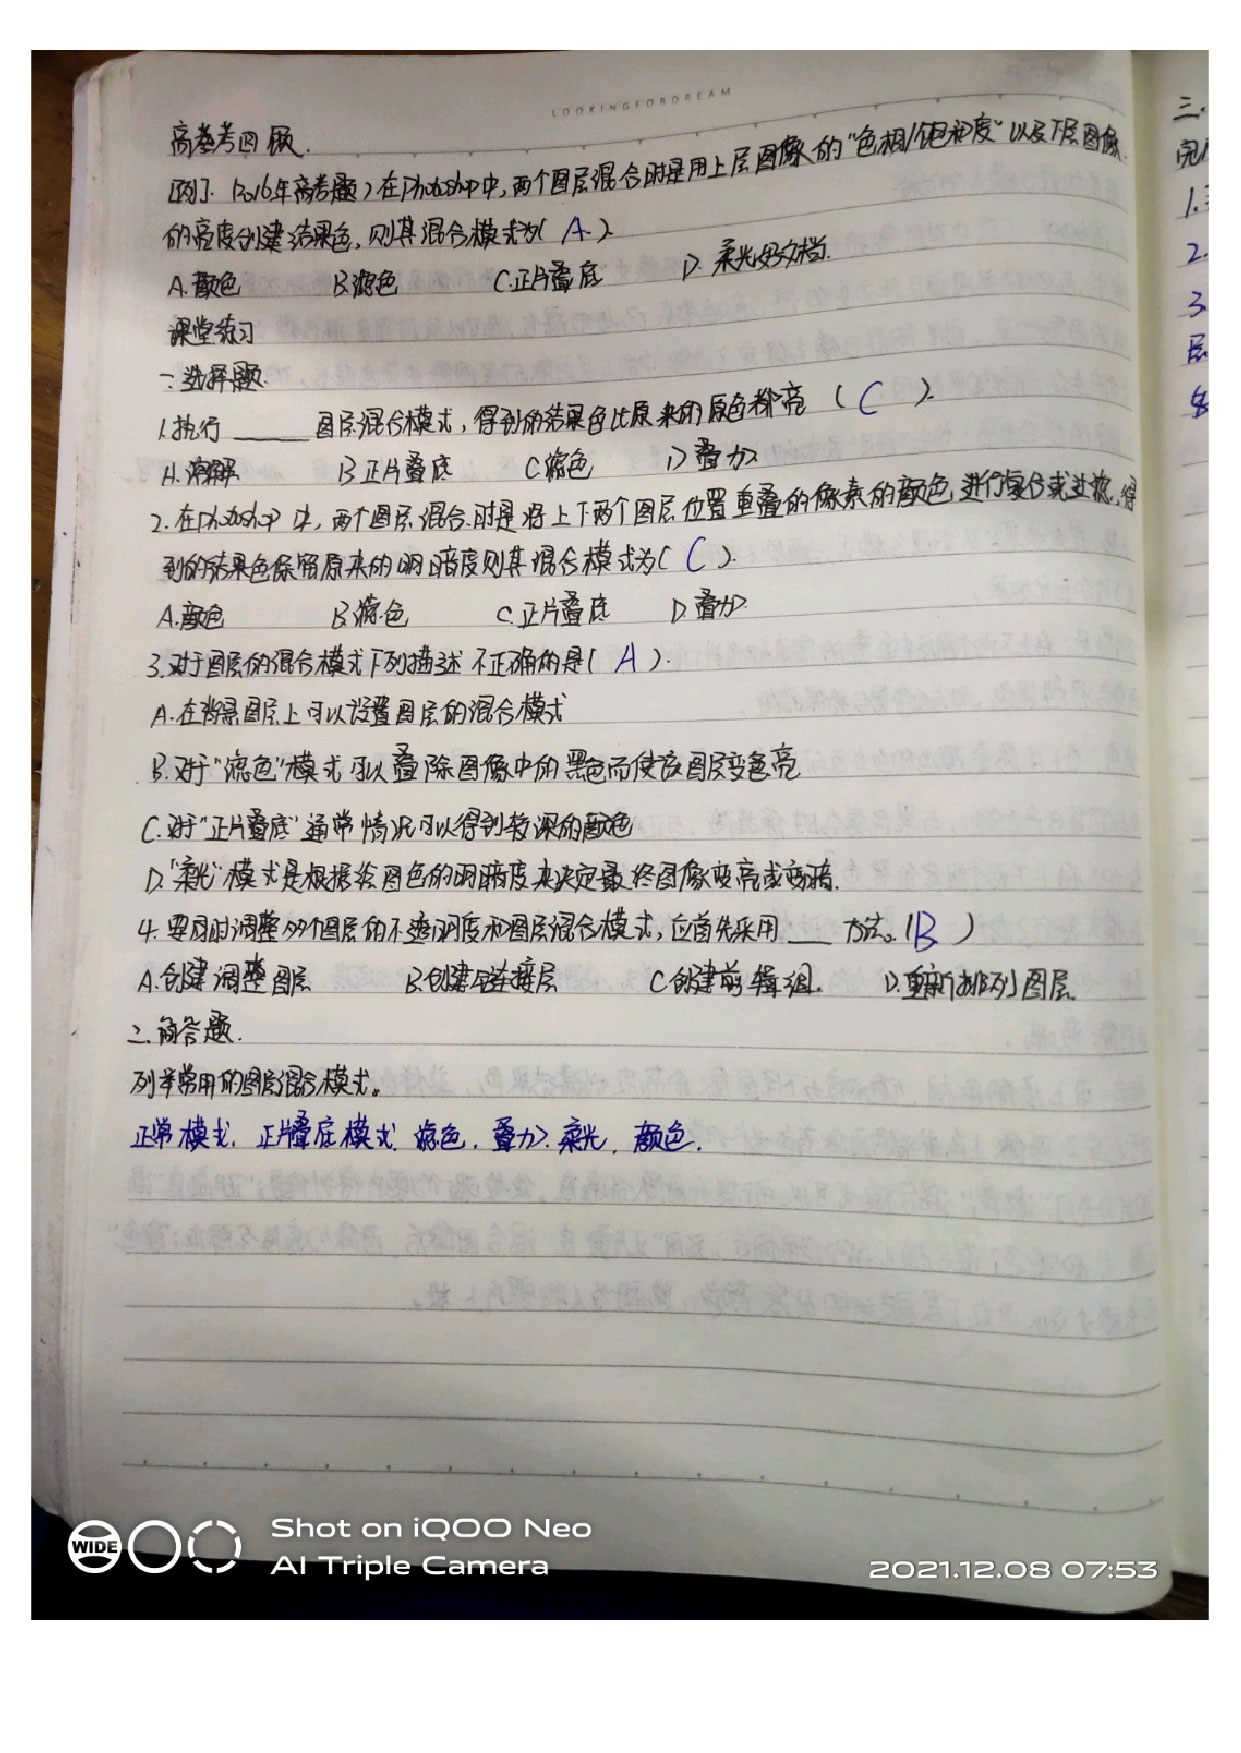 LOOKINGFORDREAM
高考考回顾.
[例]. (2016年高考题)在Photoshop中,两个图层混合时是用上层图像的"色相/饱和度"以及下层图像
的亮度创建结果色,则其混合模式为( A ).
A.颜色 B.滤色 C.正片叠底 D.柔光好文档.
课堂练习
一.选择题.
1.执行 ____ 图层混合模式,得到的结果色比原来的原色都亮 ( C ).
A.溶解 B 正片叠底 C 滤色 D 叠加
2.在Photoshop 中,两个图层混合时是将上下两个图层位置重叠的像素的颜色进行复合或过滤,得
到的结果色保留原来的明暗度则其混合模式为( C ).
A.颜色 B.滤色 C.正片叠底 D.叠加
3.对于图层的混合模式下列描述不正确的是( A ).
A.在背景图层上可以设置图层的混合模式
B.对于"滤色"模式可以叠除图像中的黑色而使该图层变色亮
C.对于"正片叠底"通常情况可以得到较深的颜色
D."柔光"模式是根据绘图色的明暗度来决定最终图像变亮或变暗.
4.要同时调整多个图层的不透明度和图层混合模式,应首先采用 __ 方法。( B )
A.创建调整图层 B.创建链接层 C.创建剪辑组. D.重新排列图层
二.简答题.
列举常用的图层混合模式。
正常模式. 正片叠底模式. 滤色. 叠加. 柔光. 颜色.
三.
1.
2.
3.
层
WIDE
Shot on iQOO Neo
AI Triple Camera
2021.12.08 07:53